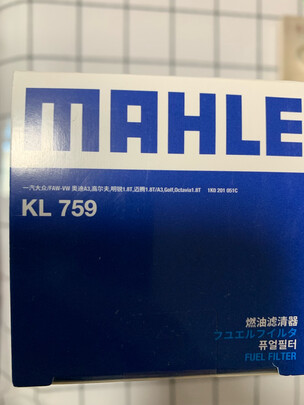 MAHLE
一汽大众/FAW-VW 奥迪A3,高尔夫,明锐1.8T,迈腾1.8T/A3,Golf,Octavia1.8T 1K0 201 051C
KL 759
燃油滤清器
フユエルフイルタ
퓨얼필터
FUEL FILTER